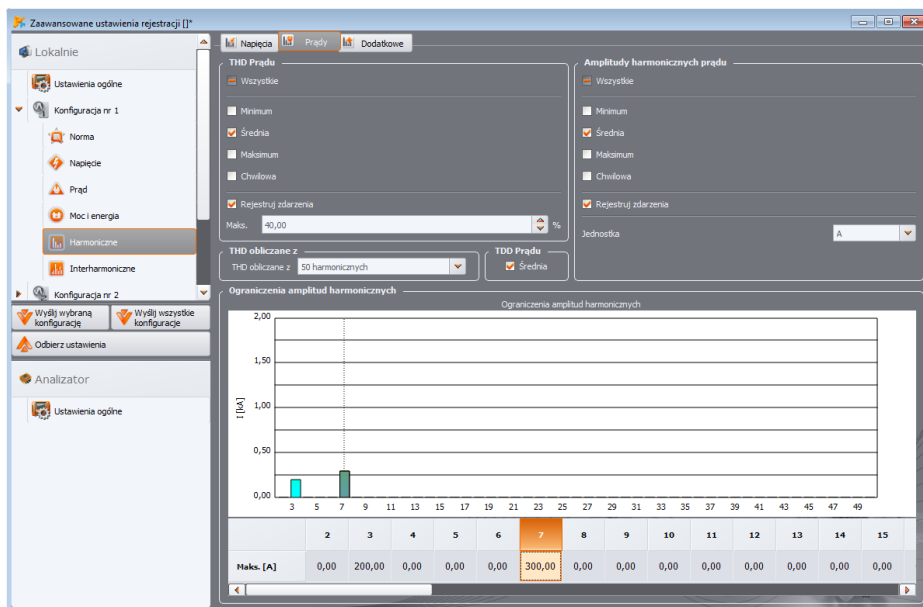 Zaawansowane ustawienia rejestracji []*
Lokalnie
Ustawienia ogólne
Konfiguracja nr 1
Norma
Napięcie
Prąd
Moc i energia
Harmoniczne
Interharmoniczne
Konfiguracja nr 2
Wyślij wybraną konfigurację
Wyślij wszystkie konfiguracje
Odbierz ustawienia
Analizator
Ustawienia ogólne
Napięcia Prądy Dodatkowe
THD Prądu
Wszystkie
Minimum
Średnia
Maksimum
Chwilowa
Rejestruj zdarzenia
Maks. 40,00 %
Amplitudy harmonicznych prądu
Wszystkie
Minimum
Średnia
Maksimum
Chwilowa
Rejestruj zdarzenia
Jednostka A
THD obliczane z
THD obliczane z 50 harmonicznych
TDD Prądu
Średnia
Ograniczenia amplitud harmonicznych
Ograniczenia amplitud harmonicznych
I [kA]
2,00
1,50
1,00
0,50
0,00
3 5 7 9 11 13 15 17 19 21 23 25 27 29 31 33 35 37 39 41 43 45 47 49
2 3 4 5 6 7 8 9 10 11 12 13 14 15
Maks. [A] 0,00 200,00 0,00 0,00 0,00 300,00 0,00 0,00 0,00 0,00 0,00 0,00 0,00 0,00